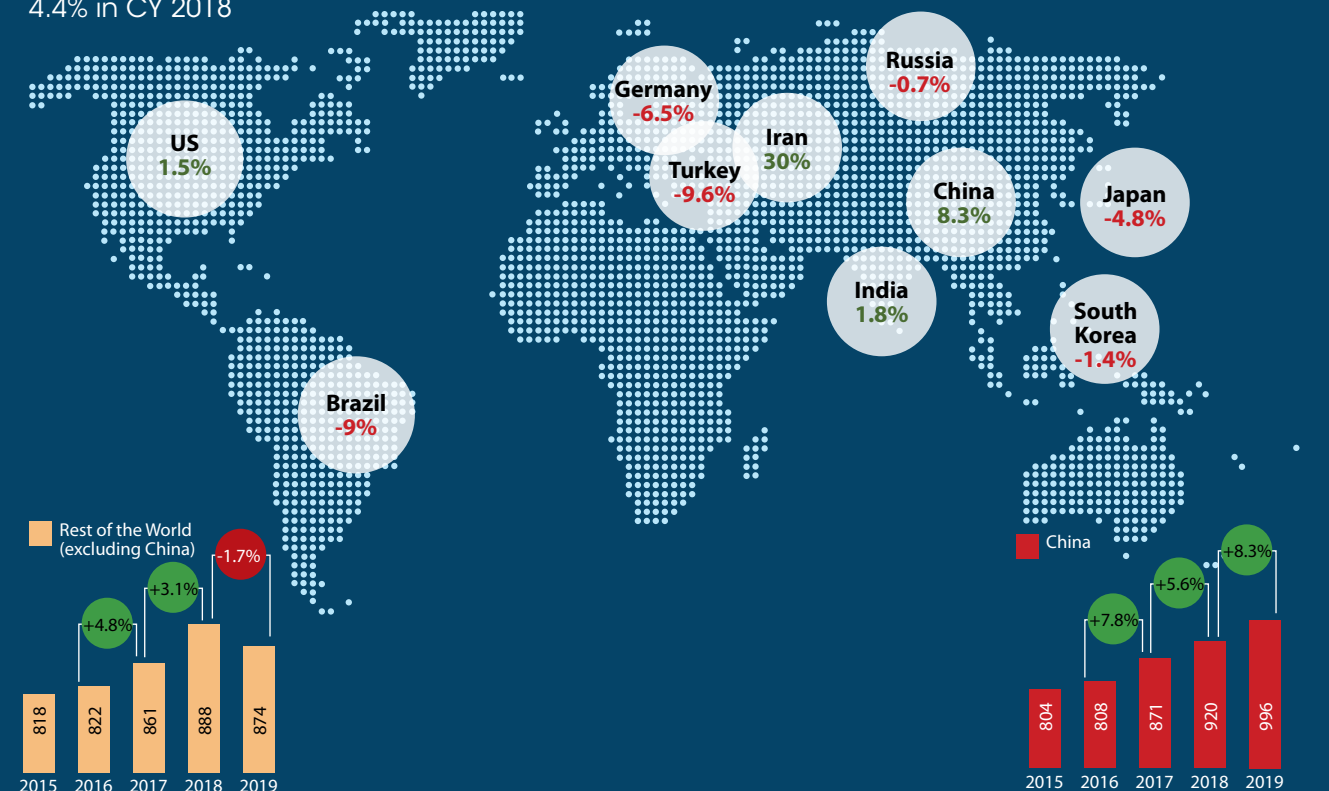 4.4% in CY 2018
Russia
-0.7%
Germany
-6.5%
Iran
30%
US
1.5%
Turkey
-9.6%
China
8.3%
Japan
-4.8%
India
1.8%
South
Korea
-1.4%
Brazil
-9%
Rest of the World
(excluding China)
-1.7%
+3.1%
+4.8%
818
822
861
888
874
2015
2016
2017
2018
2019
China
+8.3%
+5.6%
+7.8%
804
808
871
920
996
2015
2016
2017
2018
2019